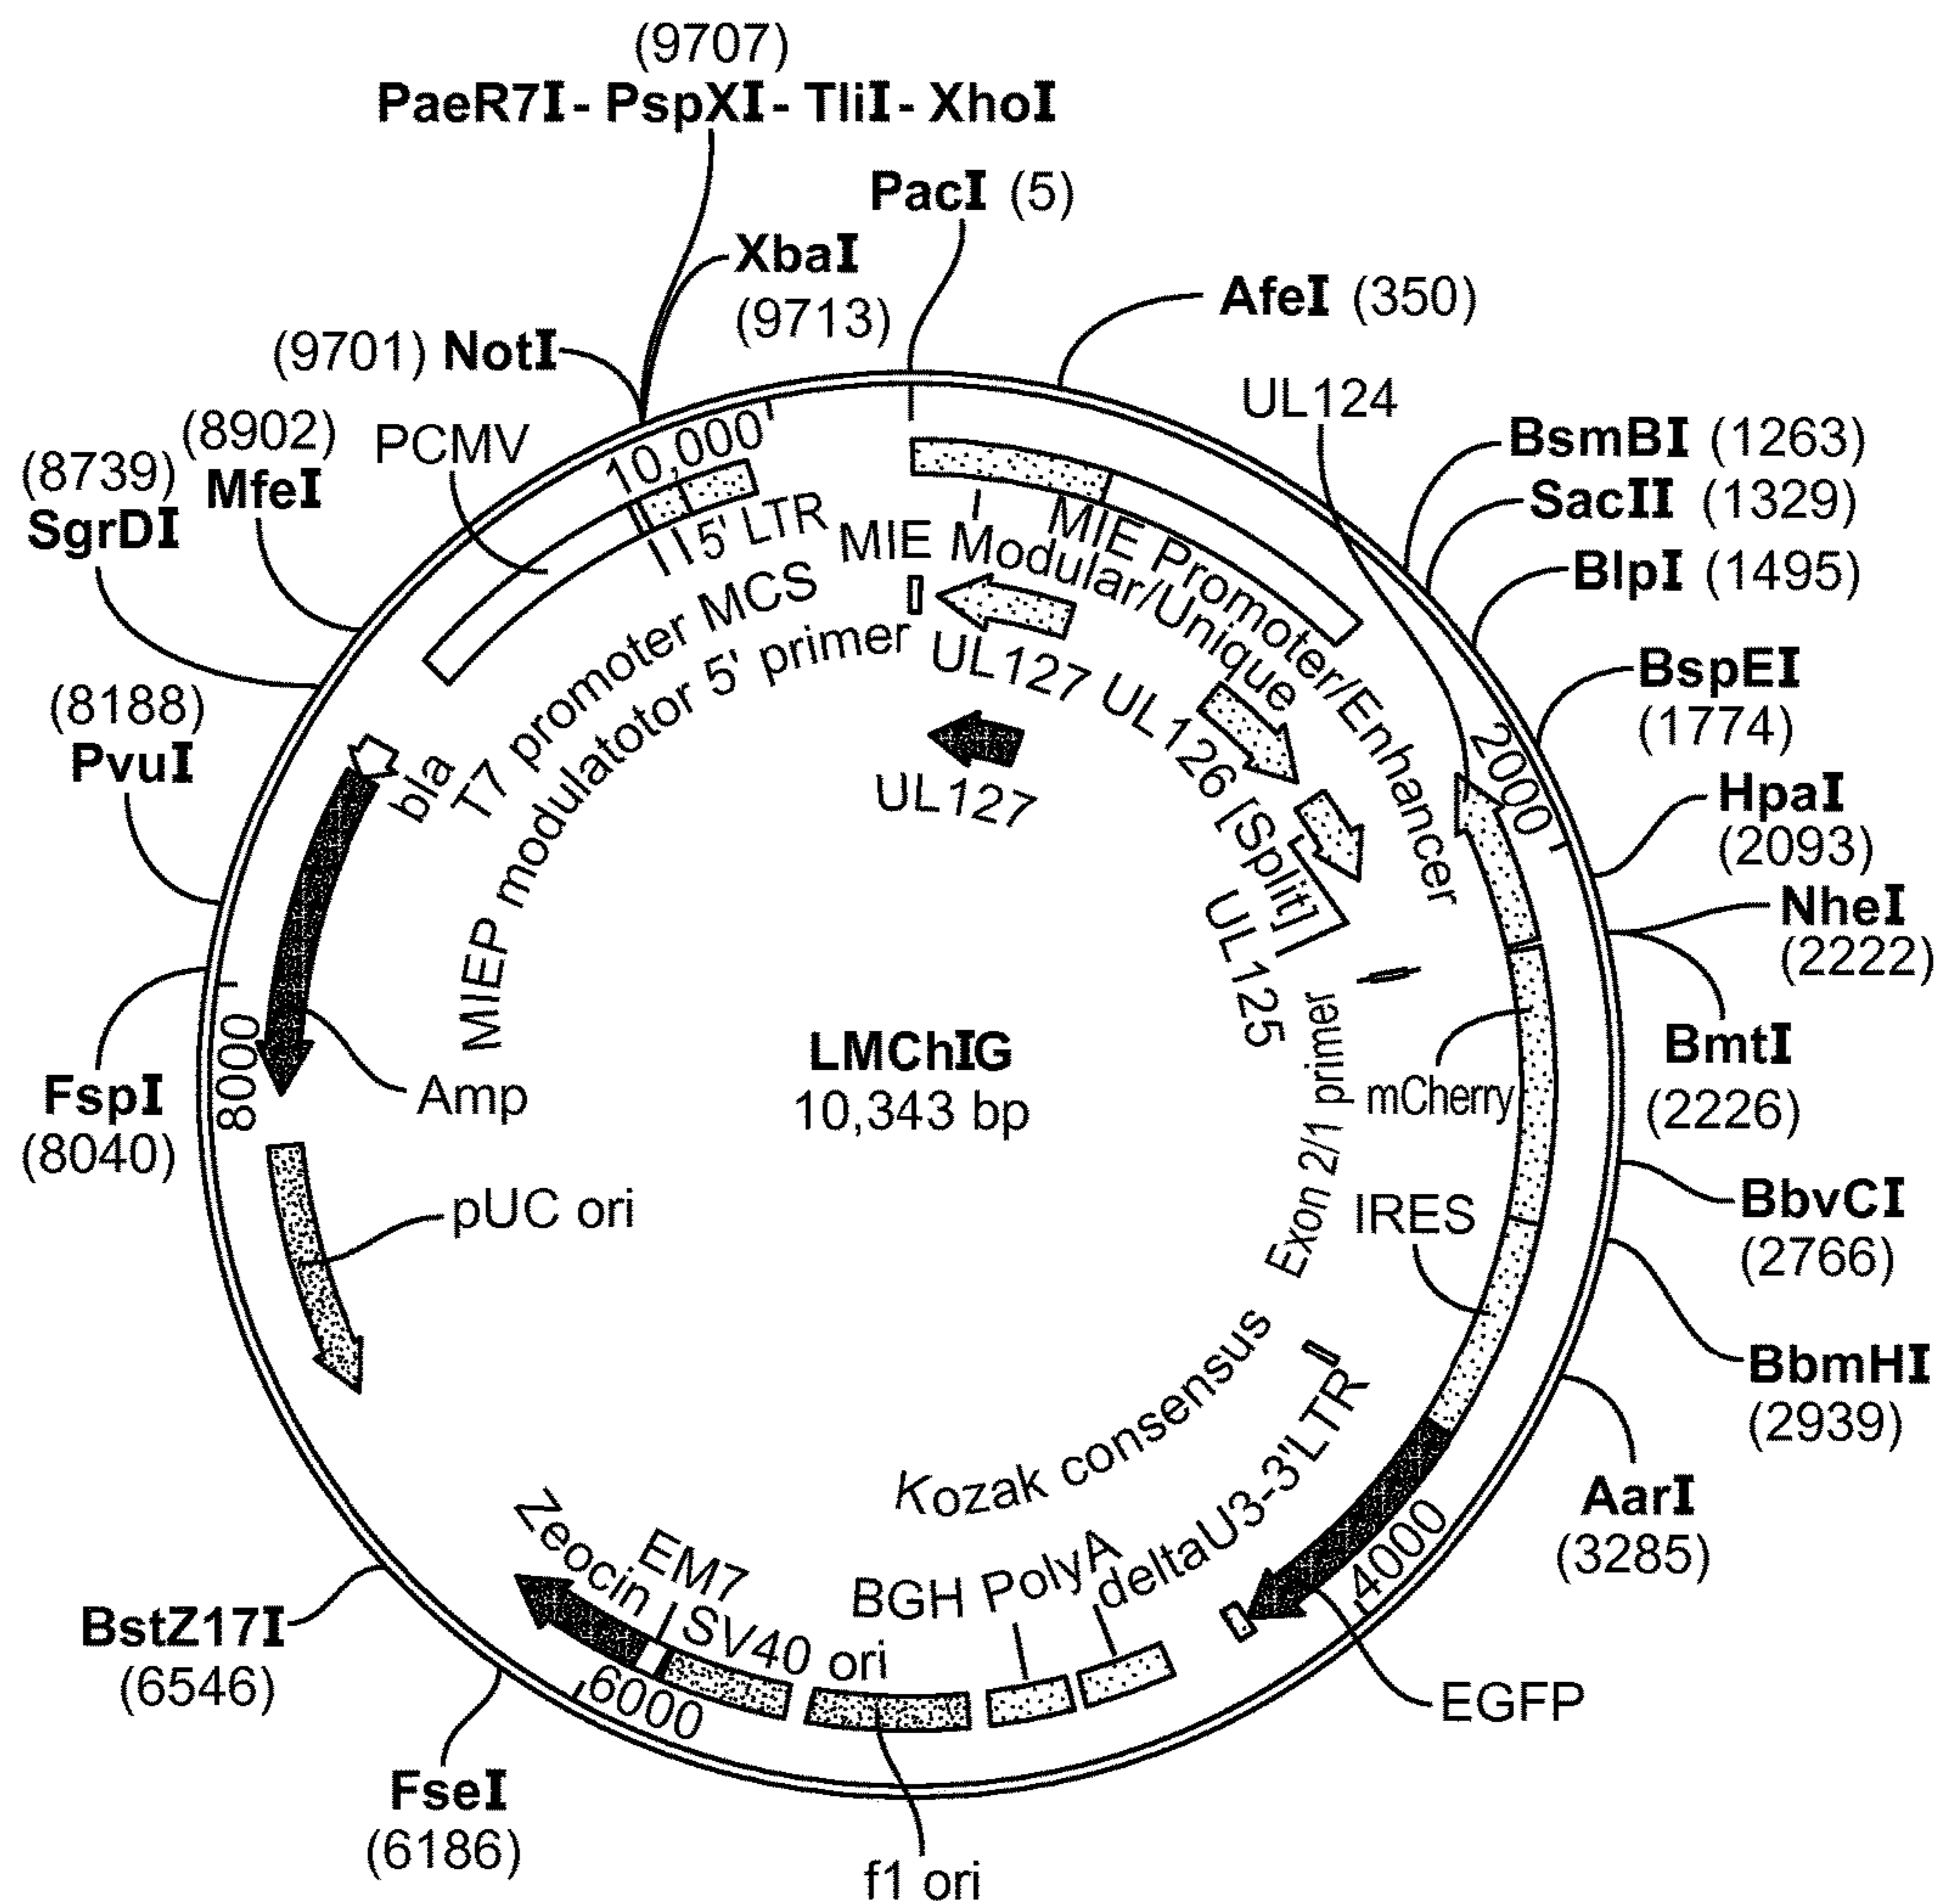 (9707)
PaeR7I - PspXI - TliI - XhoI
PacI (5)
XbaI
(9713)
AfeI (350)
(9701) NotI
UL124
(8902)
MfeI
PCMV
10,000
BsmBI (1263)
(8739)
SgrDI
SacII (1329)
5' LTR
MIE Modular/Unique
MIE Promoter/Enhancer
BlpI (1495)
T7 promoter MCS
MIEP modulatotor 5' primer
UL127
UL126 [Split]
BspEI
(1774)
(8188)
PvuI
bla
UL127
2000
HpaI
(2093)
NheI
(2222)
UL125
LMChIG
10,343 bp
Exon 2/1 primer
mCherry
BmtI
(2226)
FspI
(8040)
8000
Amp
pUC ori
IRES
BbvCI
(2766)
BbmHI
(2939)
Kozak consensus
deltaU3-3'LTR
AarI
(3285)
4000
BGH PolyA
Zeocin
EM7
SV40 ori
BstZ17I
(6546)
6000
EGFP
FseI
(6186)
f1 ori